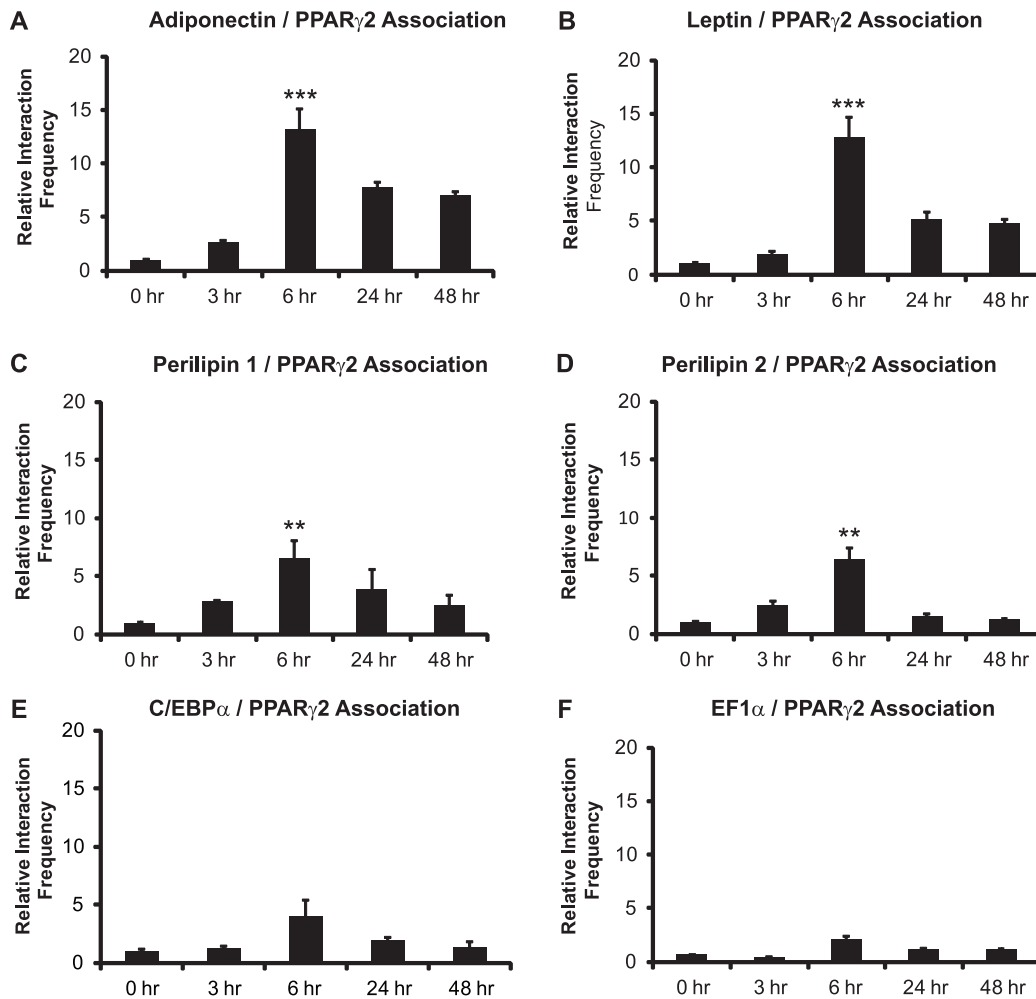 A
Adiponectin / PPARγ2 Association
Relative Interaction
Frequency
20
15
10
5
0
***
0 hr 3 hr 6 hr 24 hr 48 hr
B
Leptin / PPARγ2 Association
Relative Interaction
Frequency
20
15
10
5
0
***
0 hr 3 hr 6 hr 24 hr 48 hr
C
Perilipin 1 / PPARγ2 Association
Relative Interaction
Frequency
20
15
10
5
0
**
0 hr 3 hr 6 hr 24 hr 48 hr
D
Perilipin 2 / PPARγ2 Association
Relative Interaction
Frequency
20
15
10
5
0
**
0 hr 3 hr 6 hr 24 hr 48 hr
E
C/EBPα / PPARγ2 Association
Relative Interaction
Frequency
20
15
10
5
0
0 hr 3 hr 6 hr 24 hr 48 hr
F
EF1α / PPARγ2 Association
Relative Interaction
Frequency
20
15
10
5
0
0 hr 3 hr 6 hr 24 hr 48 hr